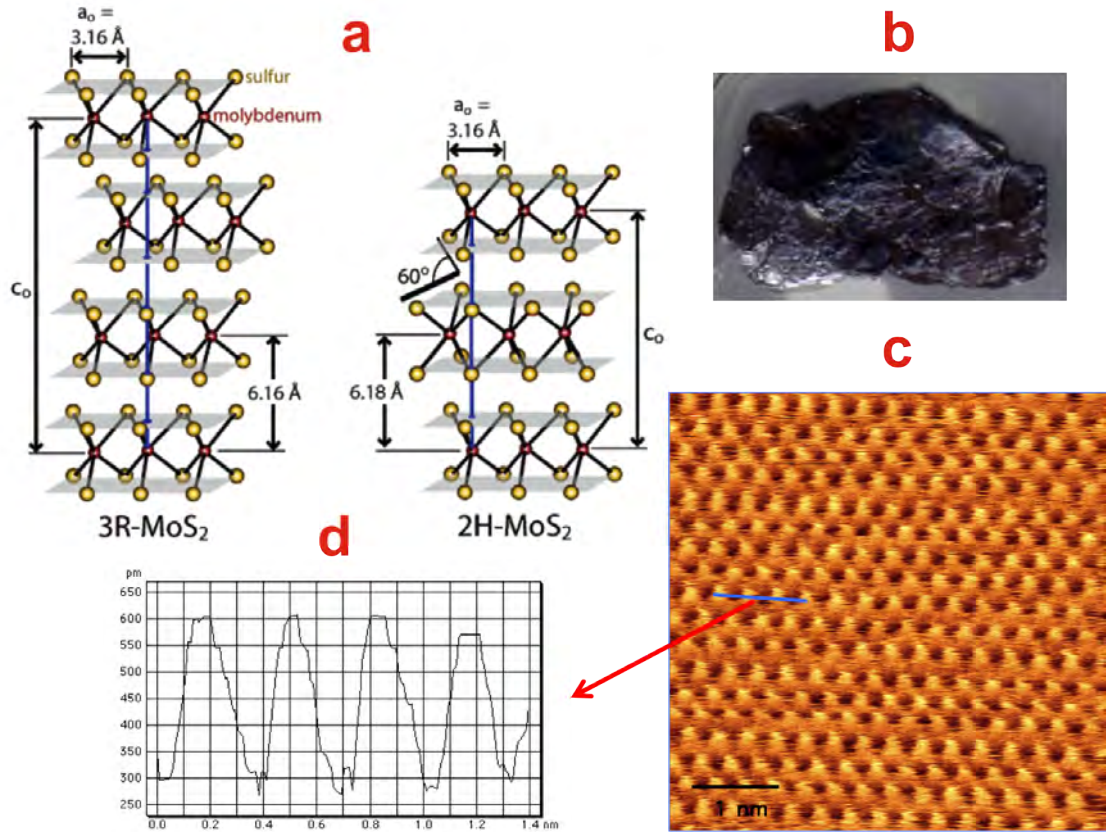 a
a₀ =
3.16 Å
sulfur
molybdenum
c₀
6.16 Å
3R-MoS₂
a₀ =
3.16 Å
60°
c₀
6.18 Å
2H-MoS₂
b
c
1 nm
d
pm
650
600
550
500
450
400
350
300
250
0.0 0.2 0.4 0.6 0.8 1.0 1.2 1.4 nm